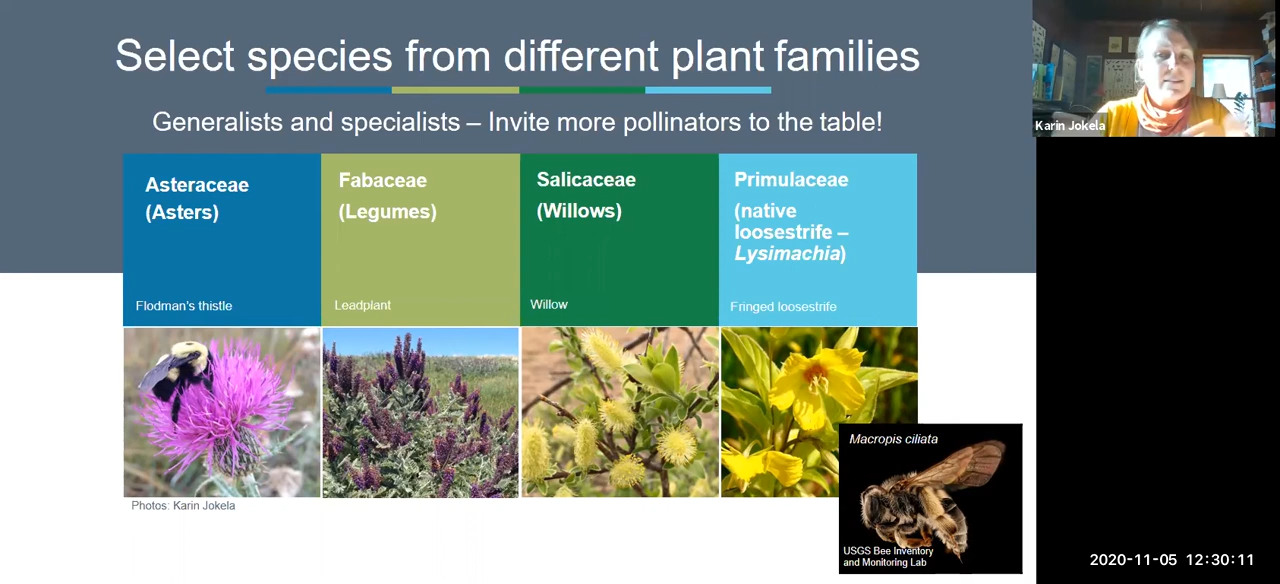 Select species from different plant families
Generalists and specialists – Invite more pollinators to the table!
Asteraceae
(Asters)
Flodman's thistle
Fabaceae
(Legumes)
Leadplant
Salicaceae
(Willows)
Willow
Primulaceae
(native
loosestrife –
Lysimachia)
Fringed loosestrife
Photos: Karin Jokela
Macropis ciliata
USGS Bee Inventory
and Monitoring Lab
Karin Jokela
2020-11-05 12:30:11